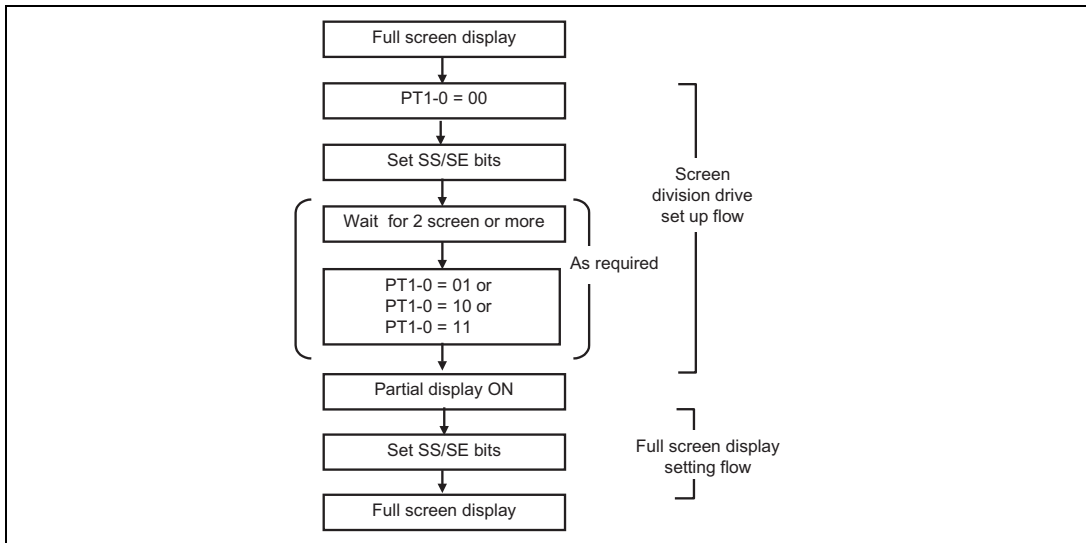 Full screen display
PT1-0 = 00
Set SS/SE bits
Wait for 2 screen or more
PT1-0 = 01 or
PT1-0 = 10 or
PT1-0 = 11
As required
Partial display ON
Screen
division drive
set up flow
Set SS/SE bits
Full screen display
Full screen display
setting flow